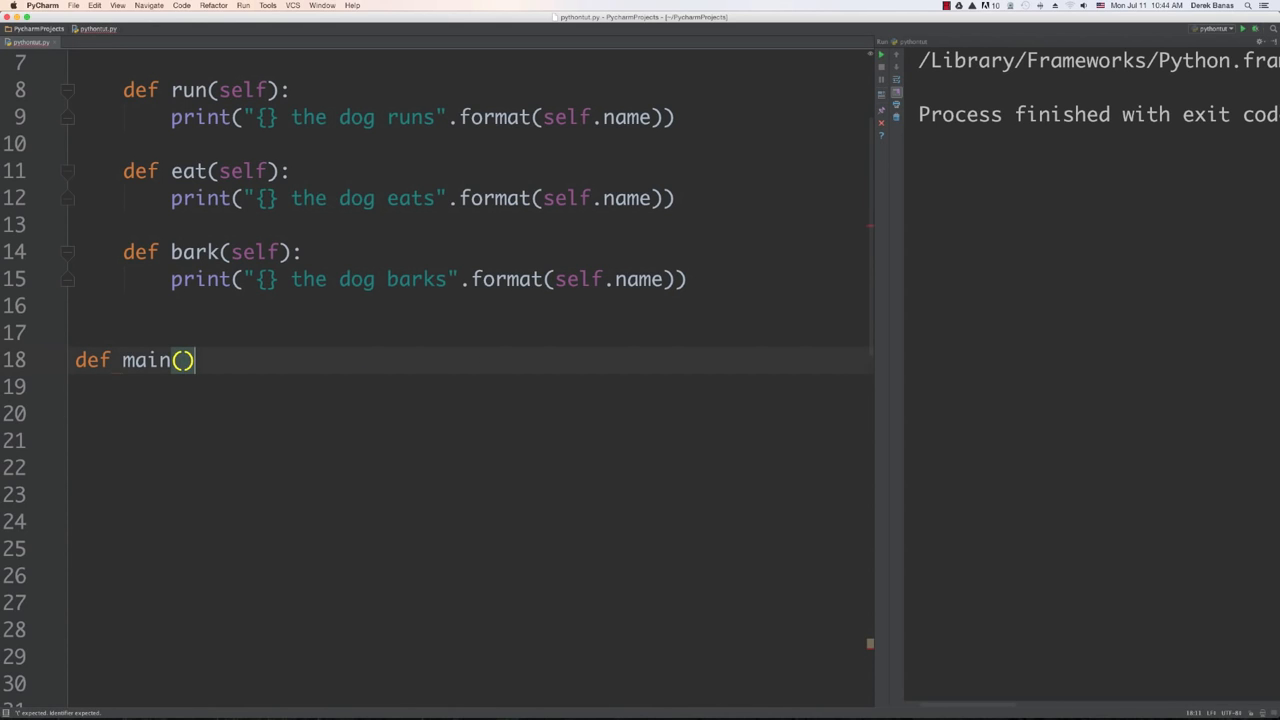 PyCharm File Edit View Navigate Code Refactor Run Tools VCS Window Help 10 Mon Jul 11 10:44 AM Derek Banas
pythontut.py - PycharmProjects - [~/PycharmProjects]
PycharmProjects pythontut.py pythontut
pythontut.py Run pythontut
7
8 def run(self):
9 print("{} the dog runs".format(self.name))
10
11 def eat(self):
12 print("{} the dog eats".format(self.name))
13
14 def bark(self):
15 print("{} the dog barks".format(self.name))
16
17
18 def main()
19
20
21
22
23
24
25
26
27
28
29
30
/Library/Frameworks/Python.fra
Process finished with exit cod
'(' expected. Identifier expected. 18:11 LF÷ UTF-8÷